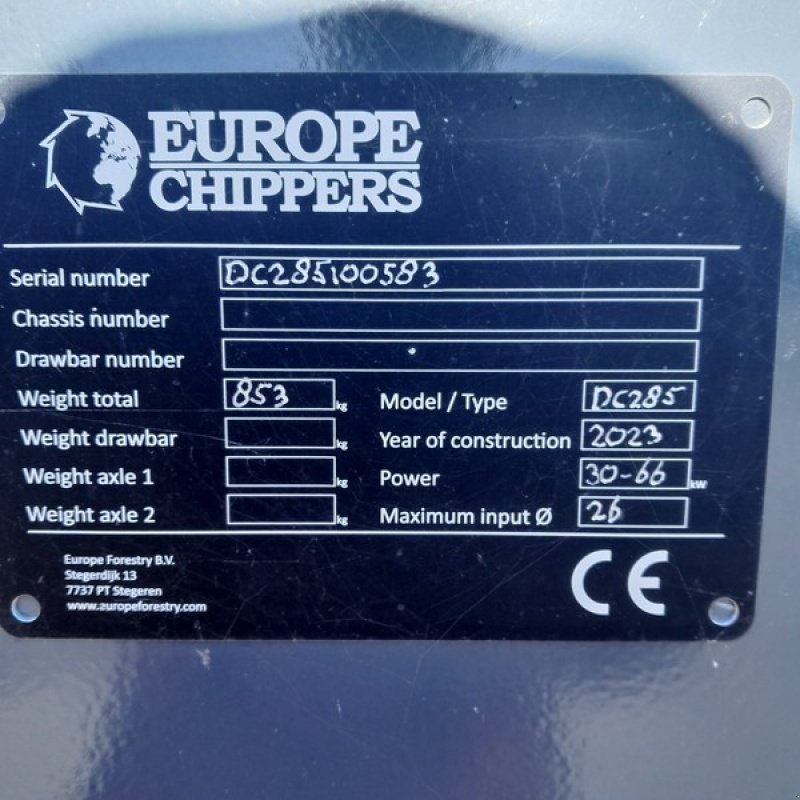 EUROPE
CHIPPERS
Serial number DC285100583
Chassis number
Drawbar number
Weight total 853 kg Model / Type DC285
Weight drawbar kg Year of construction 2023
Weight axle 1 kg Power 30-66 kW
Weight axle 2 kg Maximum input Ø 26
Europe Forestry B.V.
Stegerdijk 13
7737 PT Stegeren
www.europeforestry.com
CE